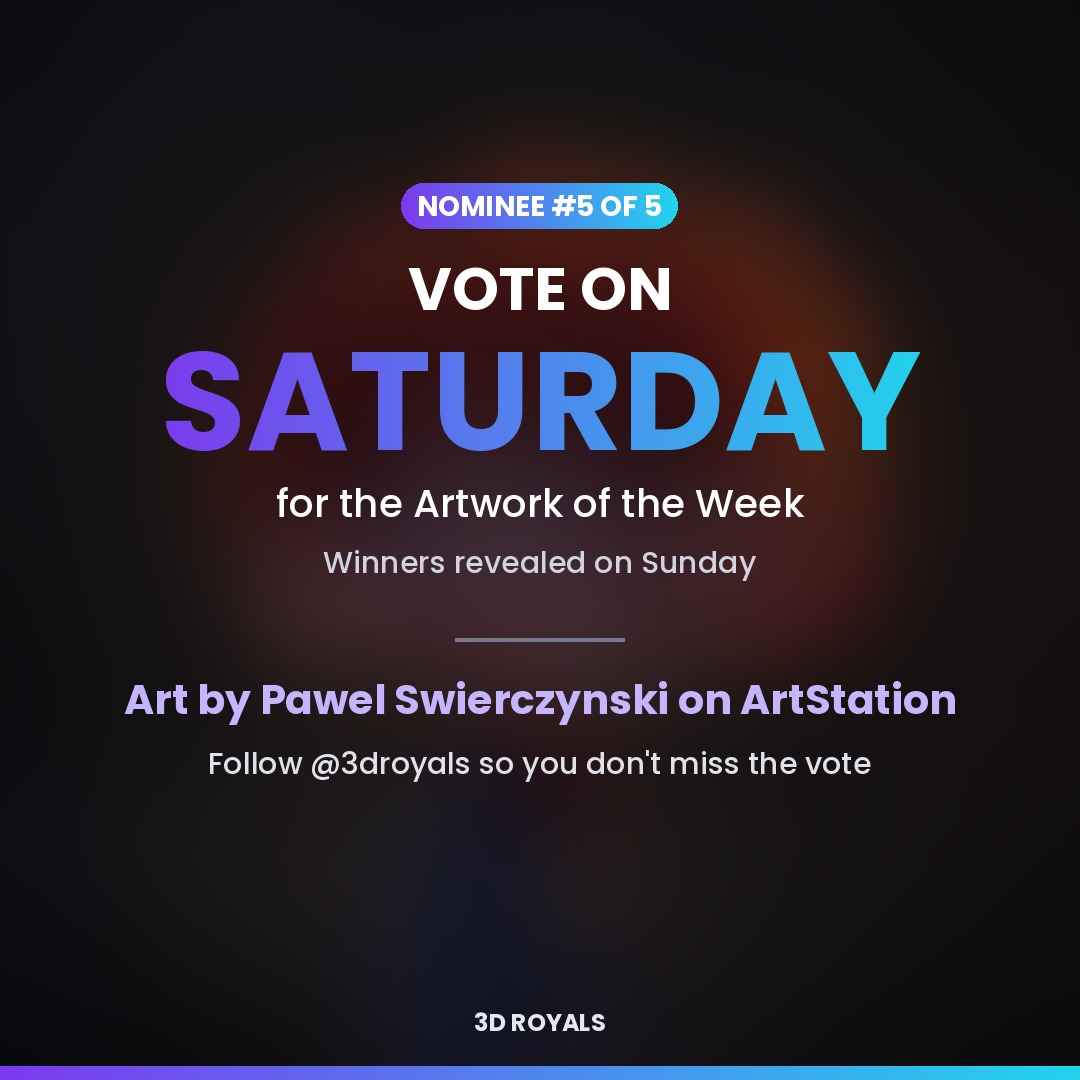 NOMINEE #5 OF 5
VOTE ON
SATURDAY
for the Artwork of the Week
Winners revealed on Sunday
Art by Pawel Swierczynski on ArtStation
Follow @3droyals so you don't miss the vote
3D ROYALS